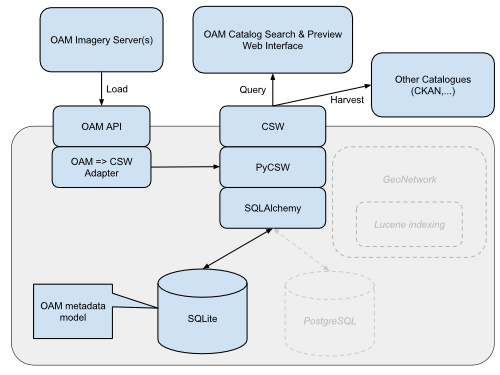 OAM Imagery Server(s)
OAM Catalog Search & Preview
Web Interface
Other Catalogues
(CKAN,...)
Load
Query
Harvest
OAM API
CSW
OAM => CSW
Adapter
PyCSW
SQLAlchemy
GeoNetwork
Lucene indexing
OAM metadata
model
SQLite
PostgreSQL